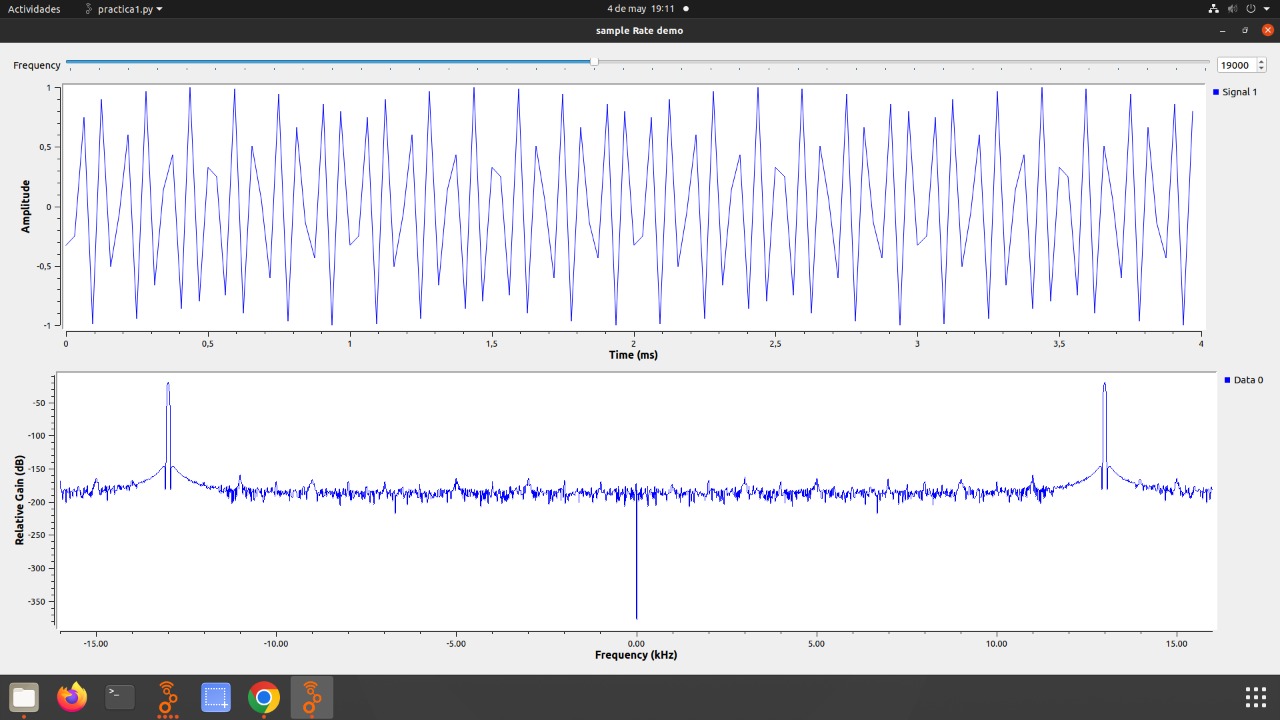 Actividades practica1.py 4 de may 19:11
sample Rate demo
Frequency 19000
1
0,5
0
-0,5
-1
Amplitude
Signal 1
0 0,5 1 1,5 2 2,5 3 3,5 4
Time (ms)
-50
-100
-150
-200
-250
-300
-350
Relative Gain (dB)
Data 0
-15.00 -10.00 -5.00 0.00 5.00 10.00 15.00
Frequency (kHz)
>_